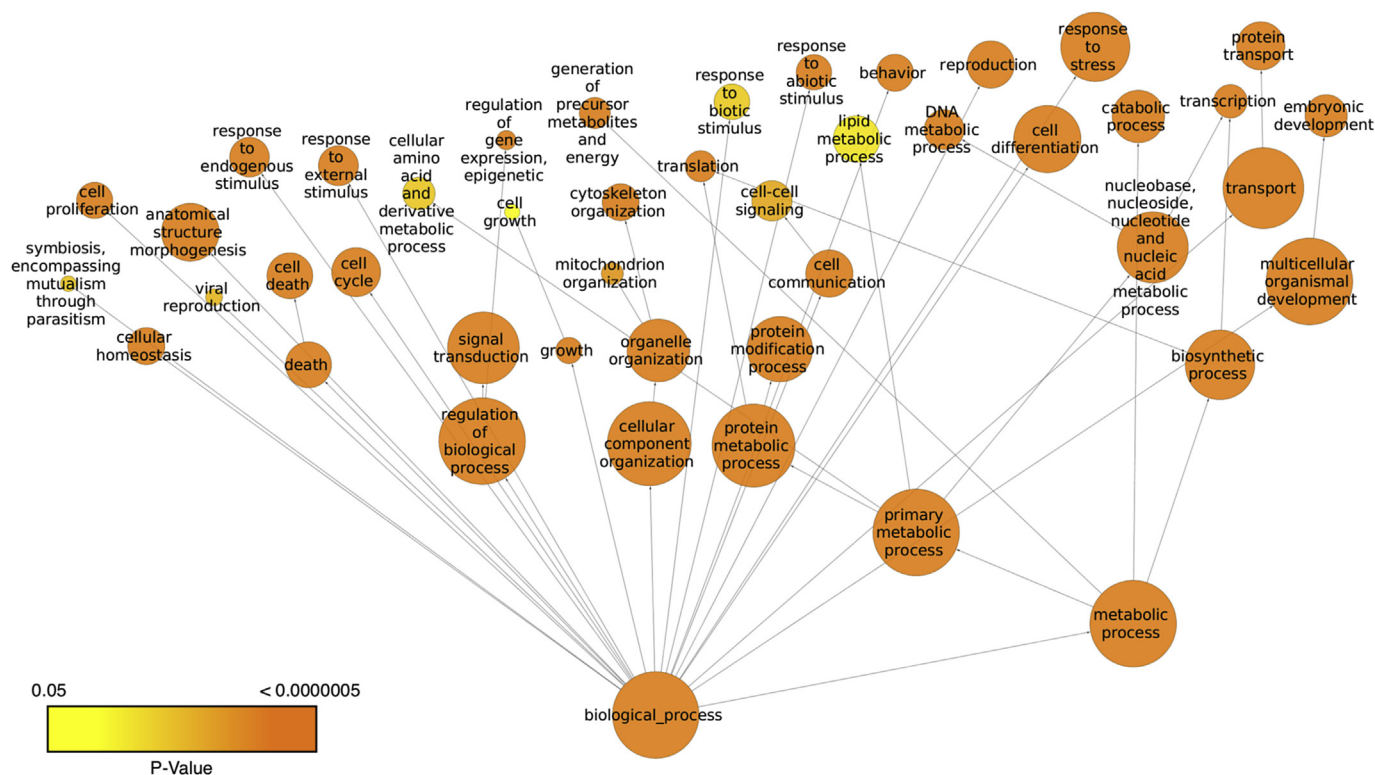 response
to
stress
protein
transport
response
to
abiotic
stimulus
behavior
reproduction
generation
of
precursor
metabolites
and
energy
response
to
biotic
stimulus
lipid
metabolic
process
DNA
metabolic
process
cell
differentiation
catabolic
process
transcription
embryonic
development
regulation
of
gene
expression,
epigenetic
response
to
endogenous
stimulus
response
to
external
stimulus
cellular
amino
acid
and
derivative
metabolic
process
translation
cell
proliferation
anatomical
structure
morphogenesis
cell
growth
cytoskeleton
organization
cell-cell
signaling
nucleobase,
nucleoside,
nucleotide
and
nucleic
acid
metabolic
process
transport
symbiosis,
encompassing
mutualism
through
parasitism
viral
reproduction
cell
death
cell
cycle
mitochondrion
organization
cell
communication
multicellular
organismal
development
cellular
homeostasis
death
signal
transduction
growth
organelle
organization
protein
modification
process
biosynthetic
process
regulation
of
biological
process
cellular
component
organization
protein
metabolic
process
primary
metabolic
process
metabolic
process
biological_process
0.05
< 0.0000005
P-Value